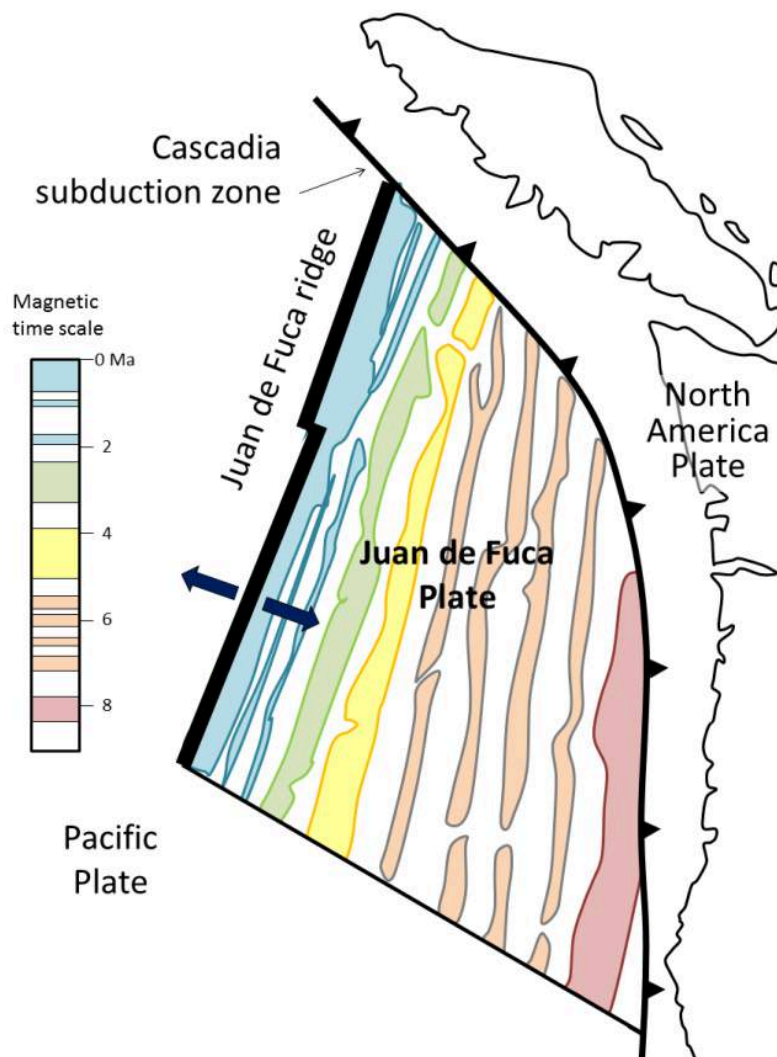 Cascadia
subduction zone
Juan de Fuca ridge
Magnetic
time scale
0 Ma
2
4
6
8
North
America
Plate
Juan de Fuca
Plate
Pacific
Plate